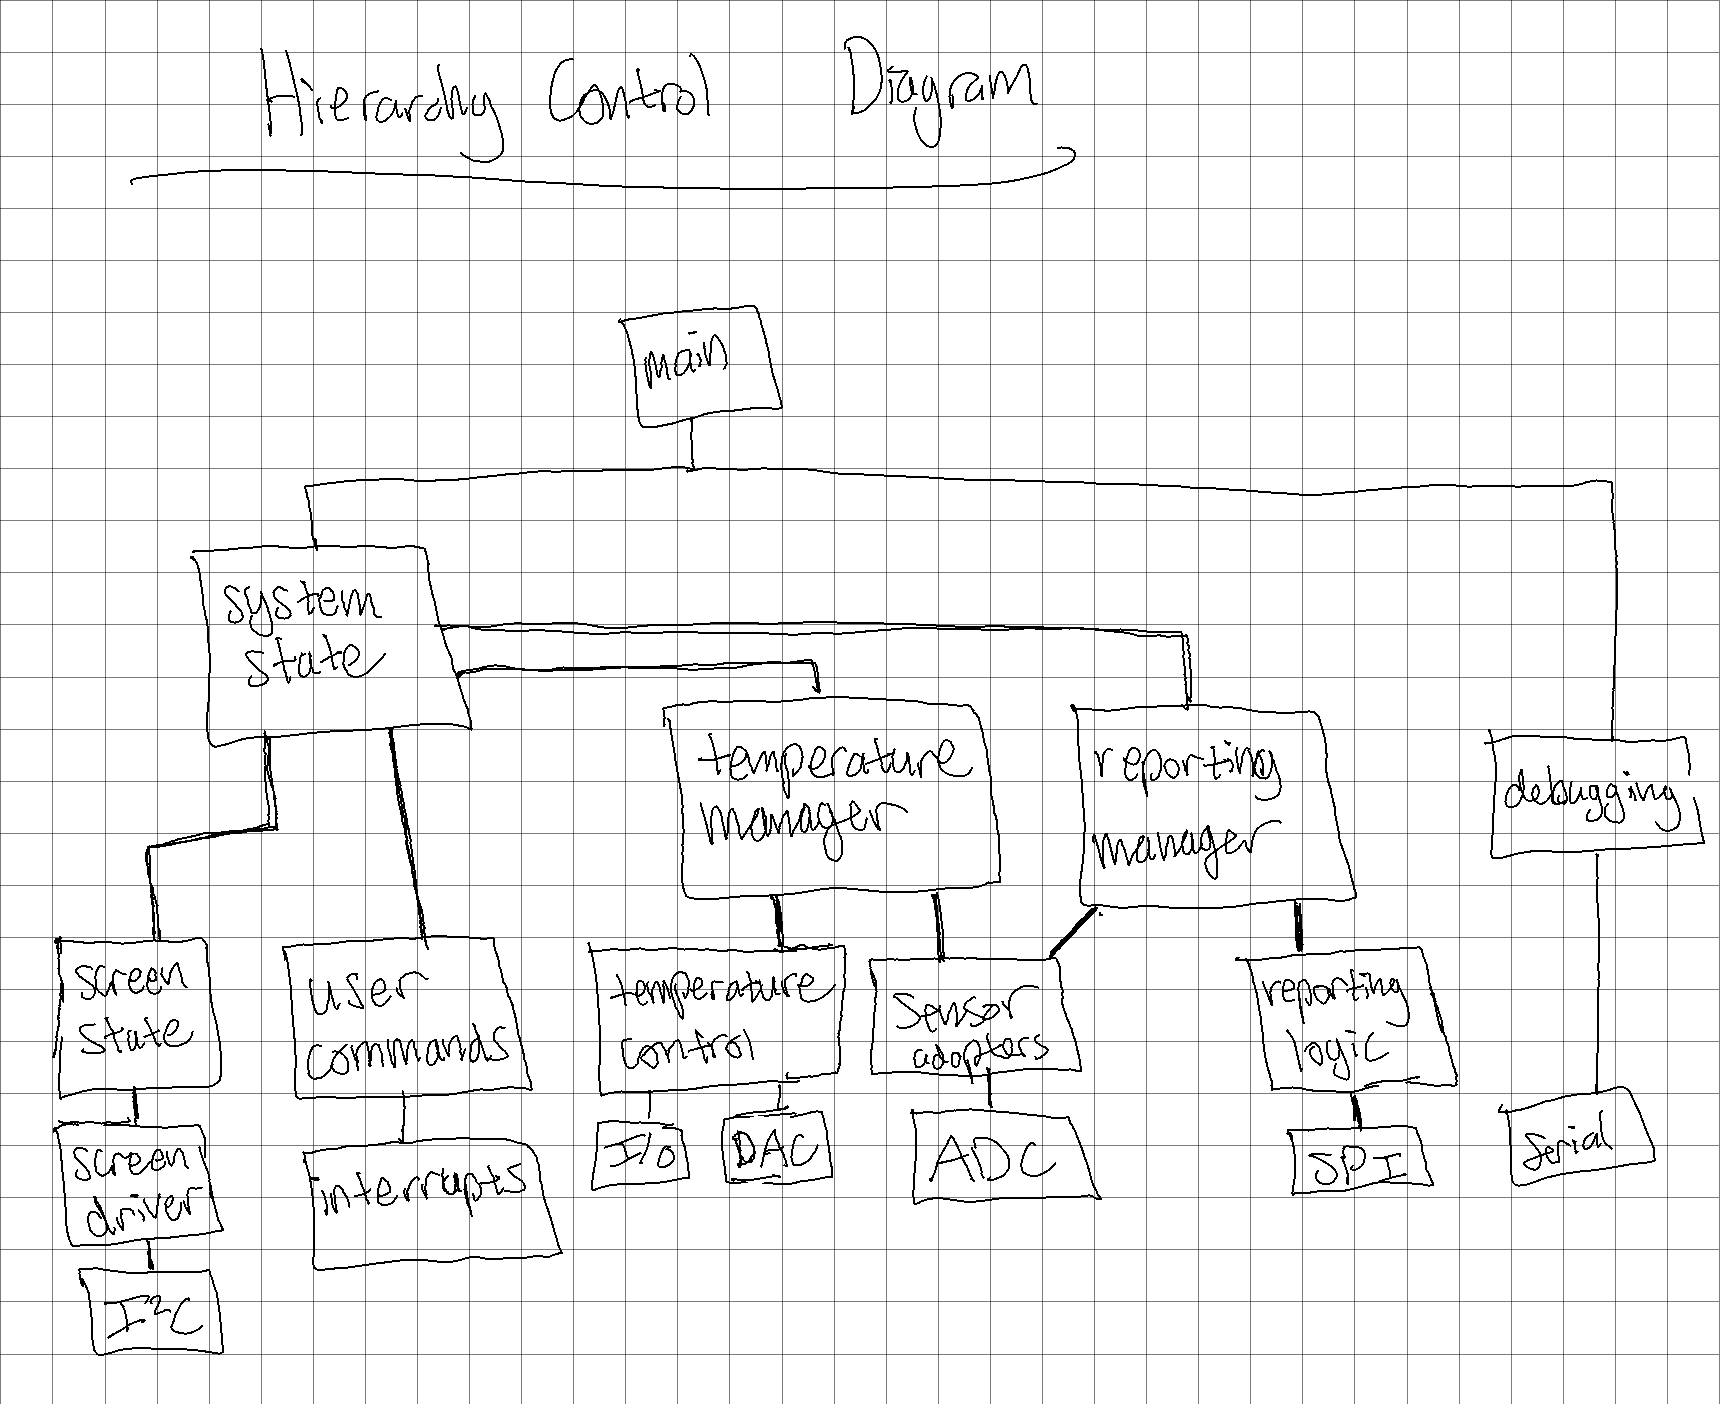 Hierarchy Control Diagram
main
system
state
temperature
manager
reporting
manager
debugging
screen
state
user
commands
temperature
control
sensor
adapters
reporting
logic
screen
driver
interrupts
I/O
DAC
ADC
SPI
Serial
I²C